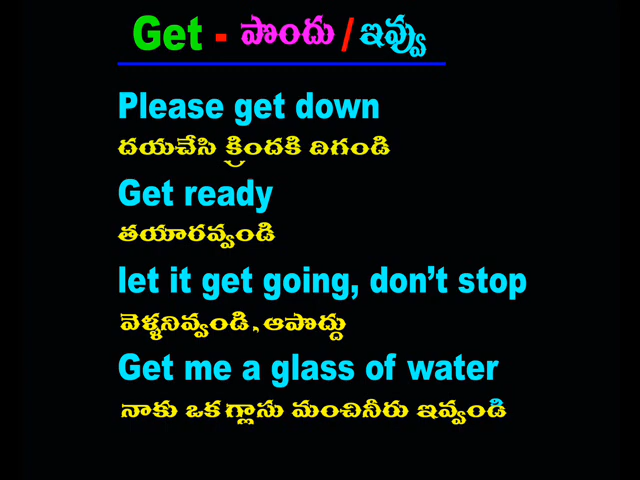 Get - పొందు / ఇవ్వు
Please get down
దయచేసి క్రిందకి దిగండి
Get ready
తయారవ్వండి
let it get going, don’t stop
వెళ్ళనివ్వండి, ఆపొద్దు
Get me a glass of water
నాకు ఒక గ్లాసు మంచినీరు ఇవ్వండి